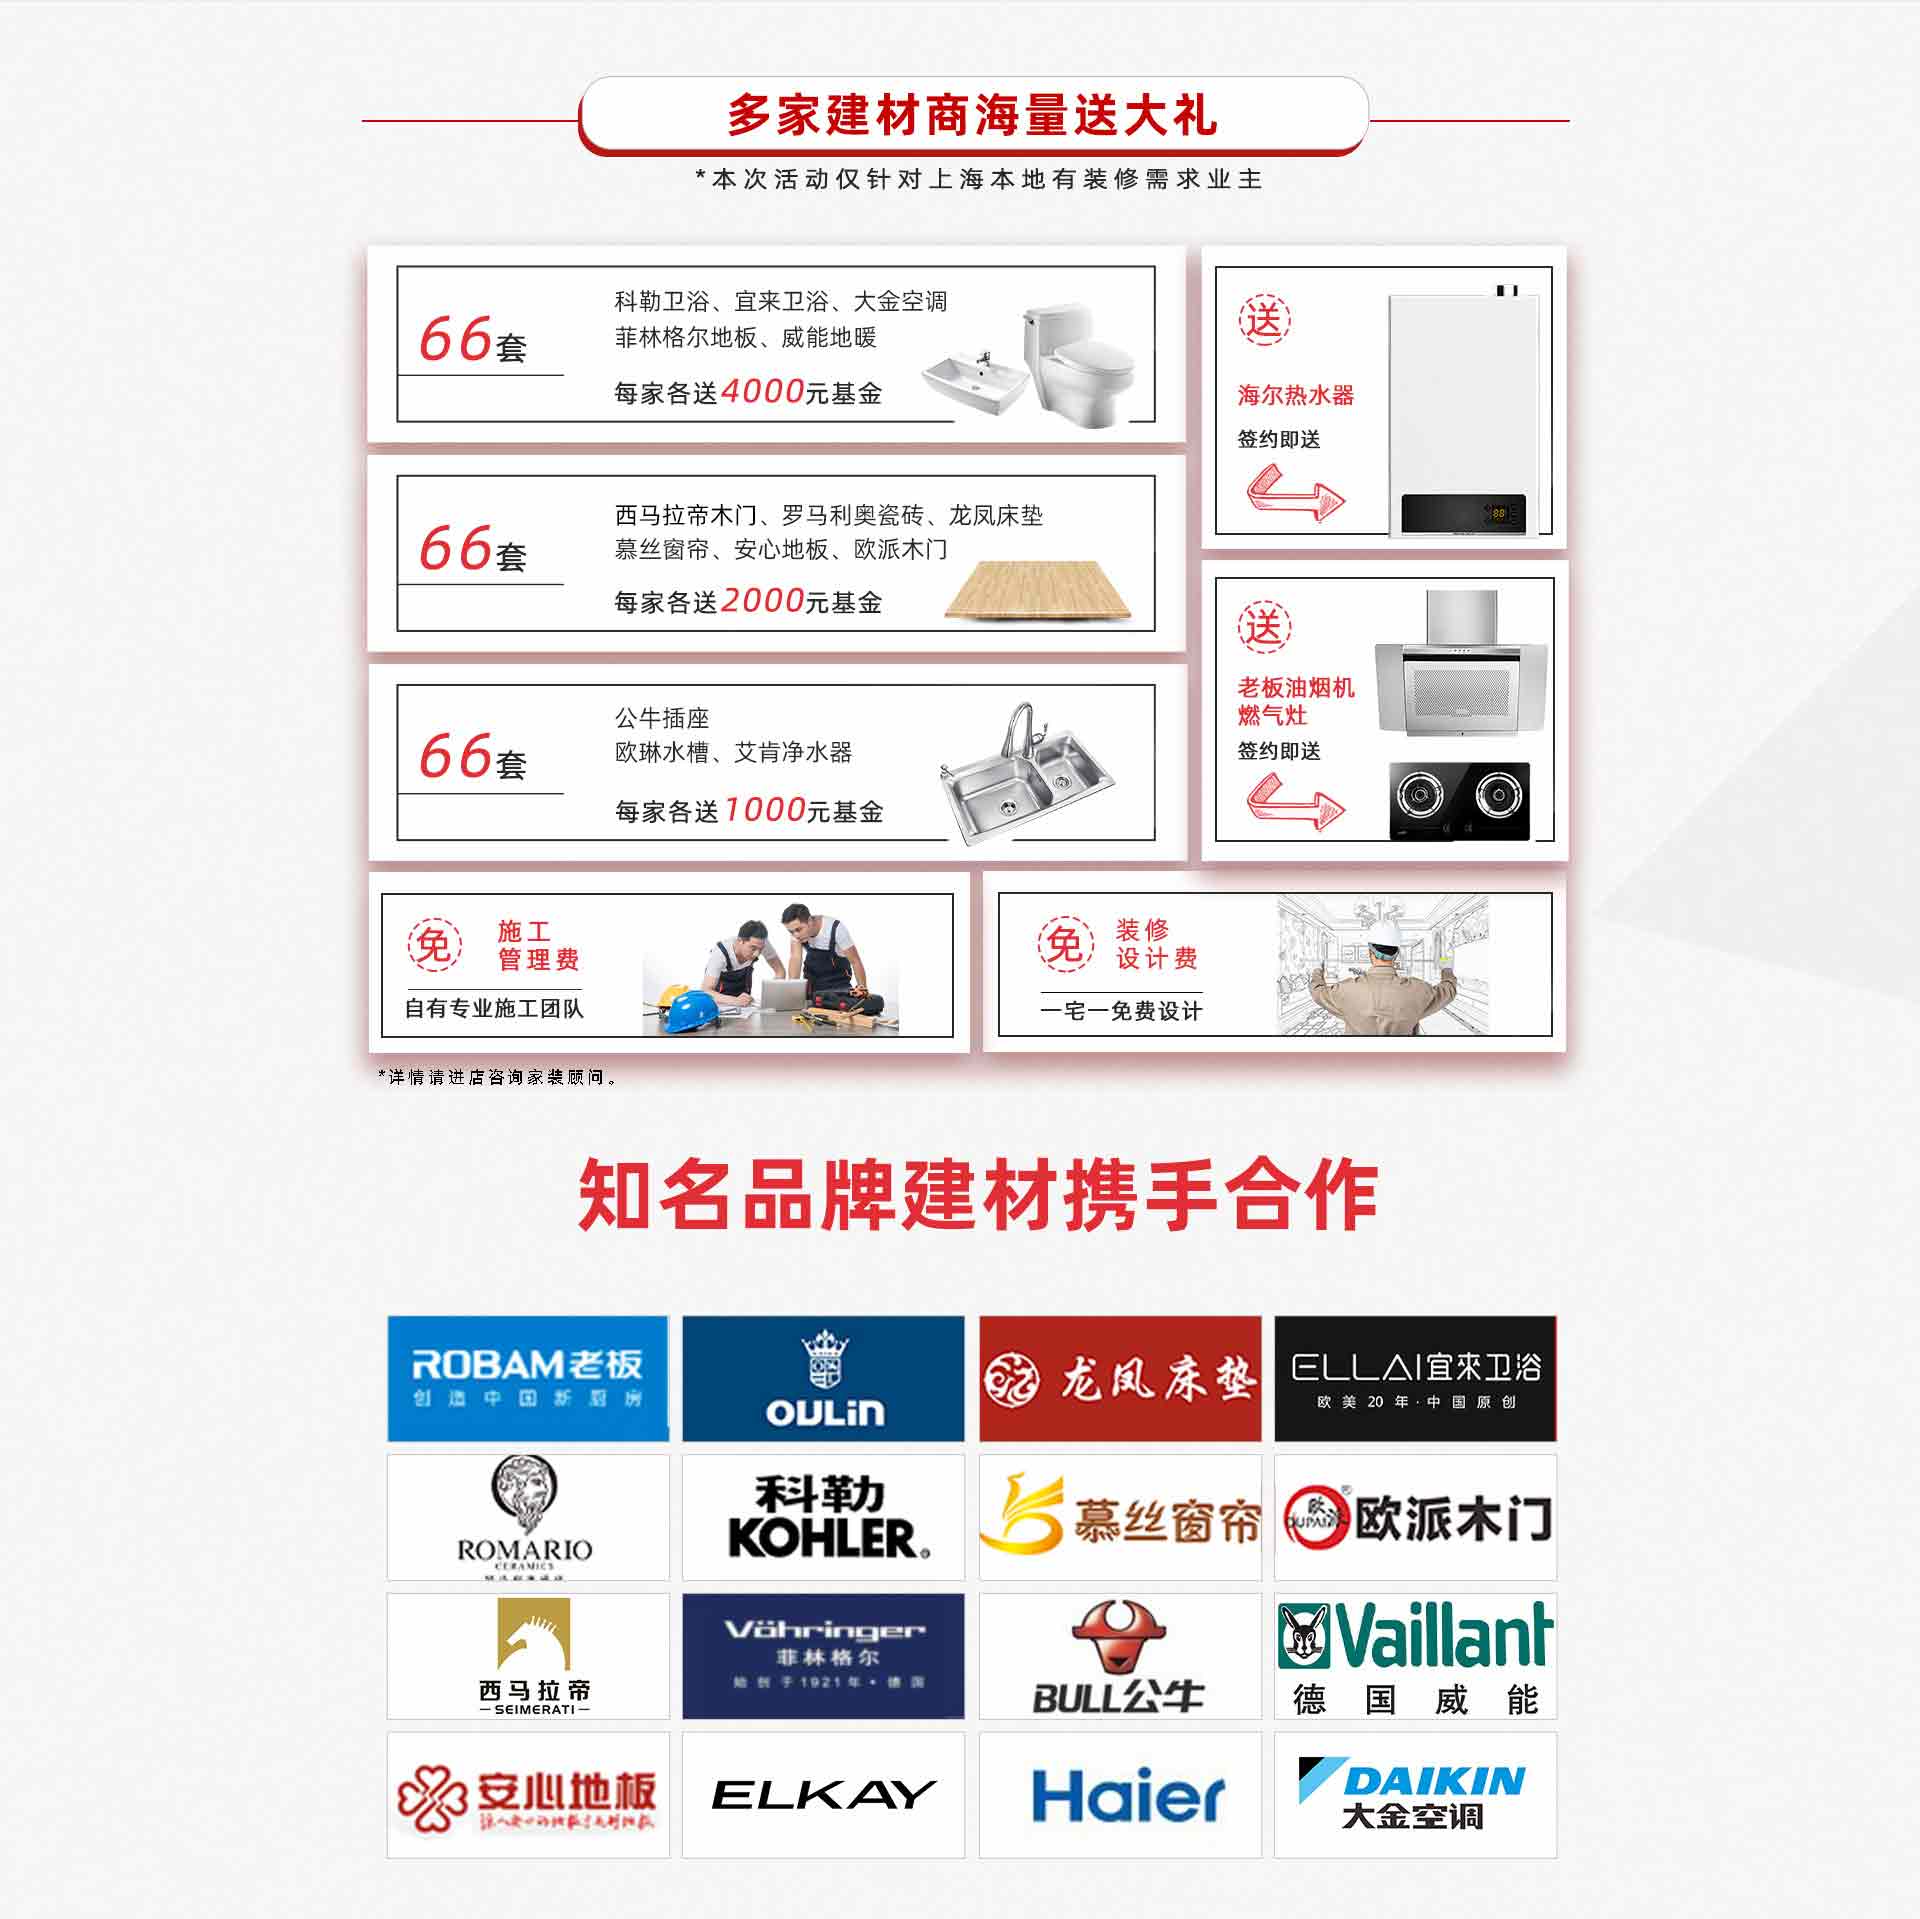 多家建材商海量送大礼
*本次活动仅针对上海本地有装修需求业主
66套
科勒卫浴、宜来卫浴、大金空调
菲林格尔地板、威能地暖
每家各送4000元基金
送
海尔热水器
签约即送
66套
西马拉帝木门、罗马利奥瓷砖、龙凤床垫
慕丝窗帘、安心地板、欧派木门
每家各送2000元基金
送
老板油烟机
燃气灶
签约即送
66套
公牛插座
欧琳水槽、艾肯净水器
每家各送1000元基金
免
施工
管理费
自有专业施工团队
免
装修
设计费
一宅一免费设计
*详情请进店咨询家装顾问。
知名品牌建材携手合作
ROBAM老板
创造中国新厨房
OULIN
龙凤床垫
ELLAI宜來卫浴
欧美20年·中国原创
ROMARIO
CERAMICS
科勒
KOHLER
慕丝窗帘
欧派
OUPAI
欧派木门
西马拉帝
SEIMERATI
Vöhringer
菲林格尔
始创于1921年·德国
BULL公牛
Vaillant
德国威能
安心地板
ELKAY
Haier
DAIKIN
大金空调